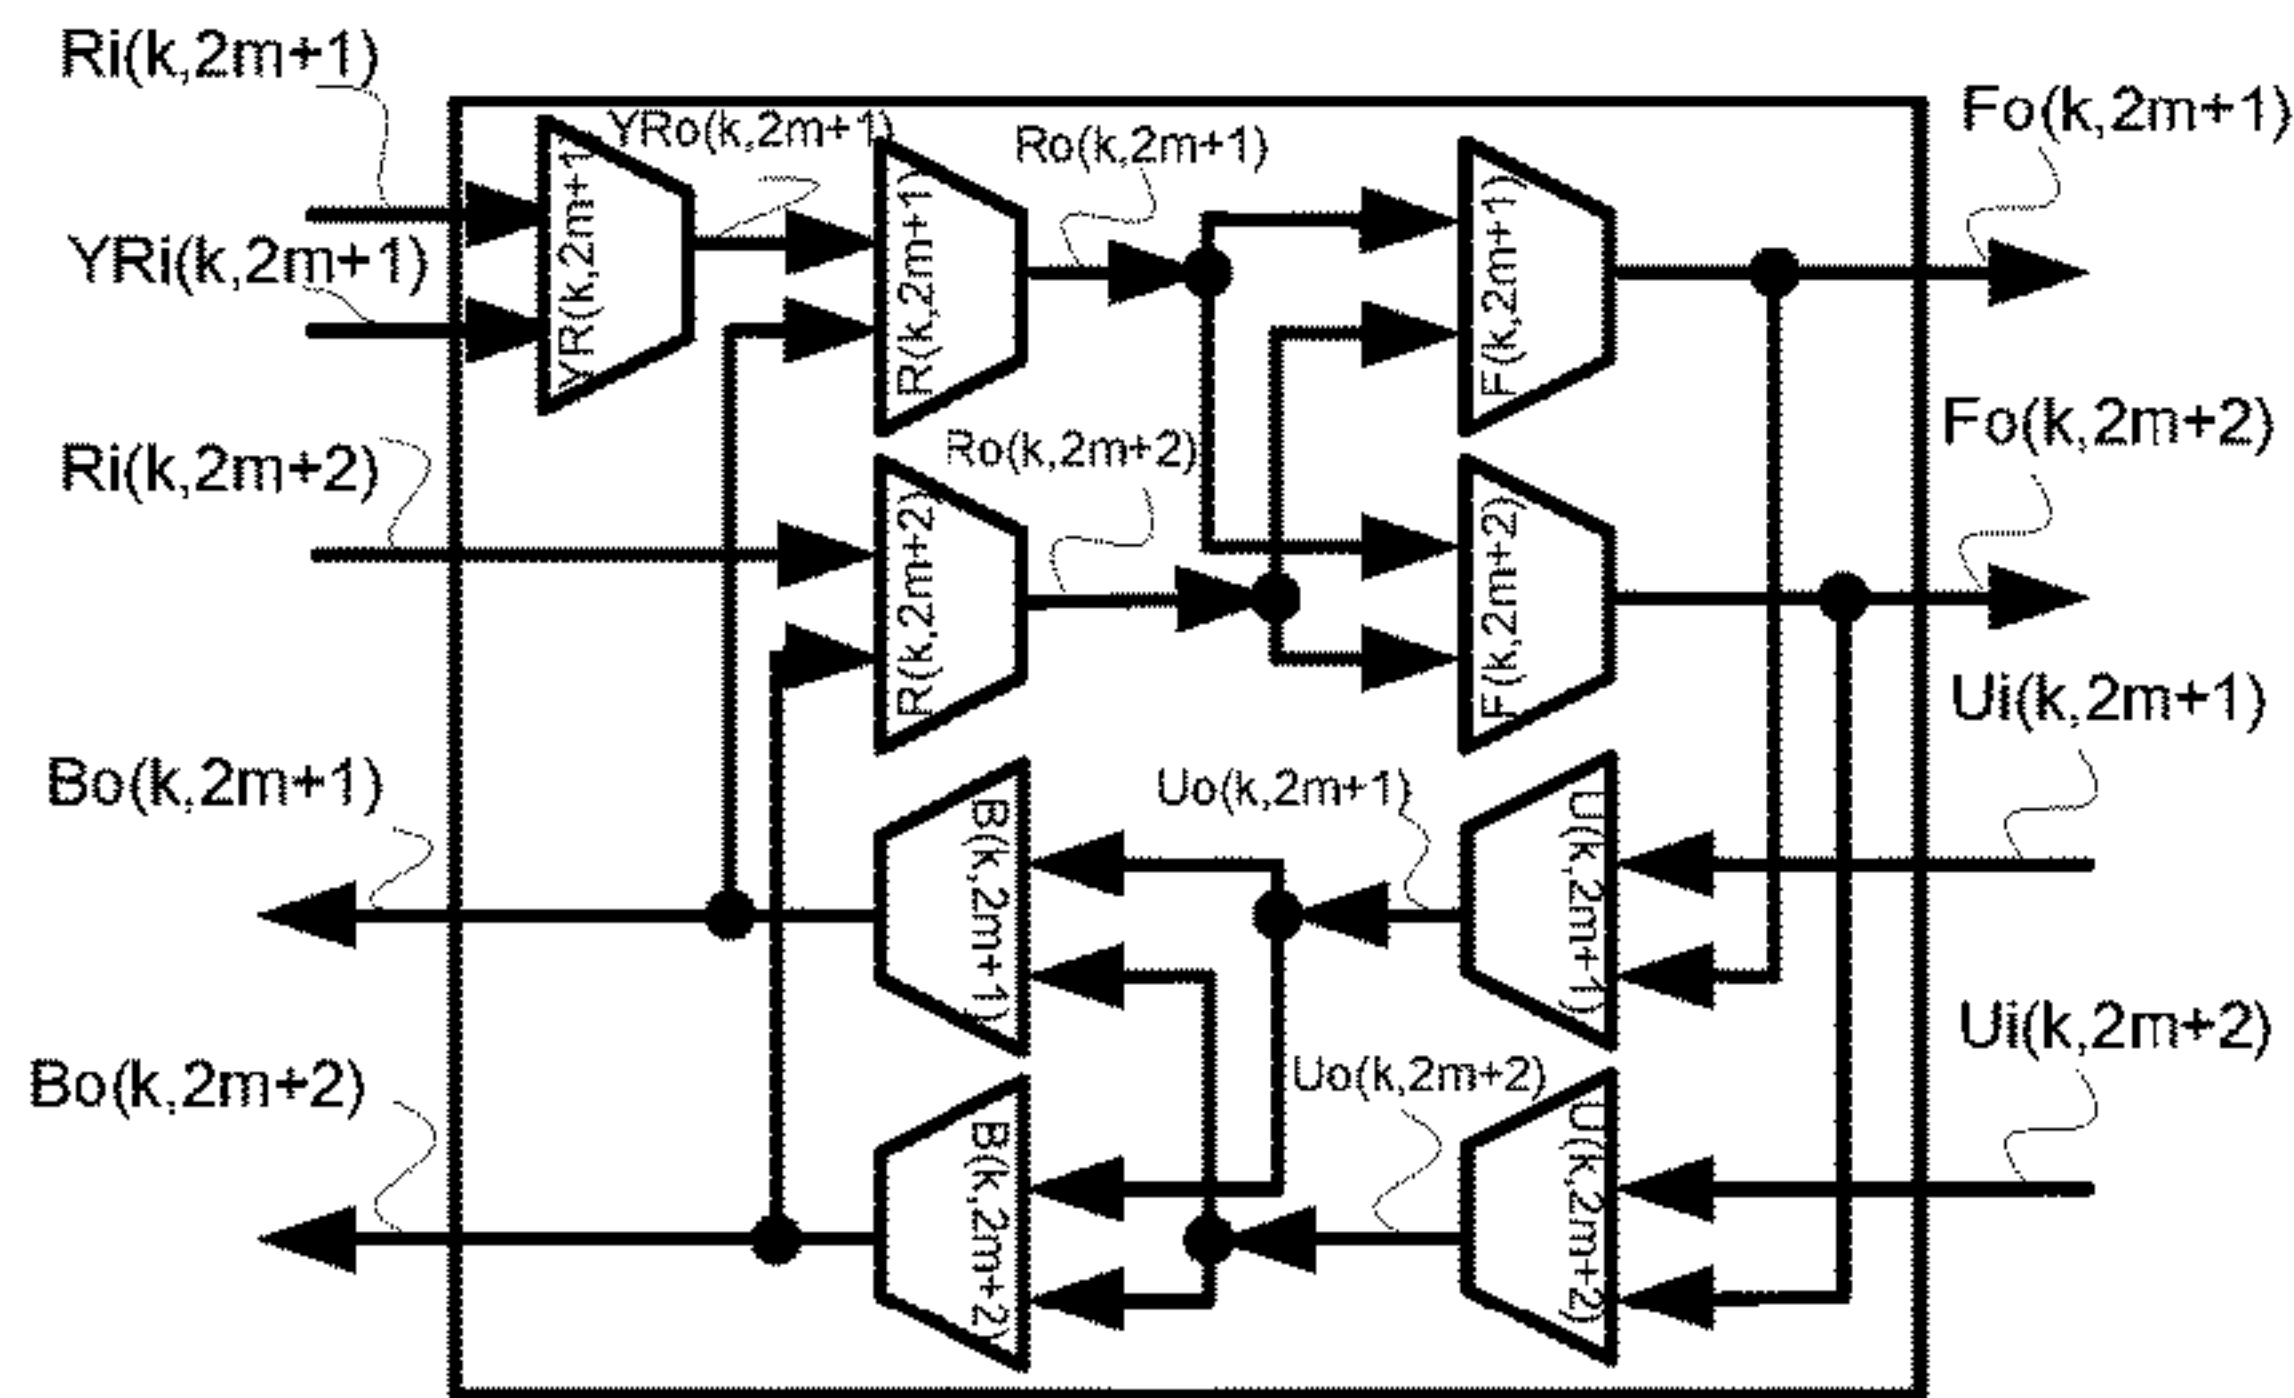 Ri(k,2m+1)
YRo(k,2m+1)
Ro(k,2m+1)
Fo(k,2m+1)
YR(k,2m+1
R(k,2m+1)
F(k,2m+1)
YRi(k,2m+1)
Ri(k,2m+2)
Ro(k,2m+2)
Fo(k,2m+2)
R(k,2m+2)
F(k,2m+2)
Ui(k,2m+1)
Bo(k,2m+1)
Uo(k,2m+1)
B(k,2m+1)
U(k,2m+1)
Ui(k,2m+2)
Bo(k,2m+2)
Uo(k,2m+2)
B(k,2m+2)
U(k,2m+2)